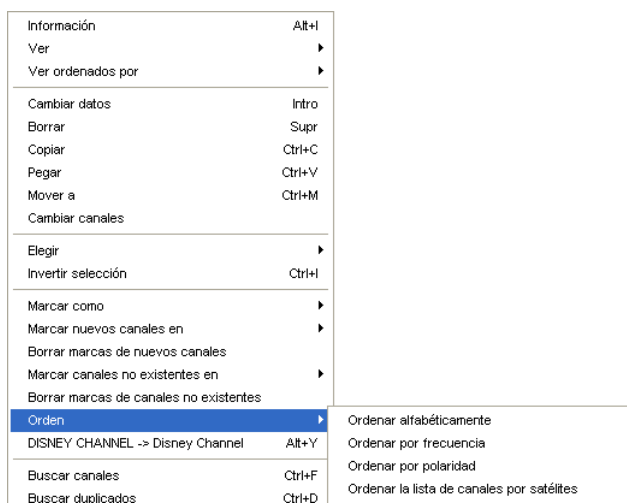 Información Alt+I
Ver
Ver ordenados por
Cambiar datos Intro
Borrar Supr
Copiar Ctrl+C
Pegar Ctrl+V
Mover a Ctrl+M
Cambiar canales
Elegir
Invertir selección Ctrl+I
Marcar como
Marcar nuevos canales en
Borrar marcas de nuevos canales
Marcar canales no existentes en
Borrar marcas de canales no existentes
Orden
Ordenar alfabéticamente
DISNEY CHANNEL -> Disney Channel Alt+Y
Ordenar por frecuencia
Ordenar por polaridad
Buscar canales Ctrl+F
Ordenar la lista de canales por satélites
Buscar duplicados Ctrl+D